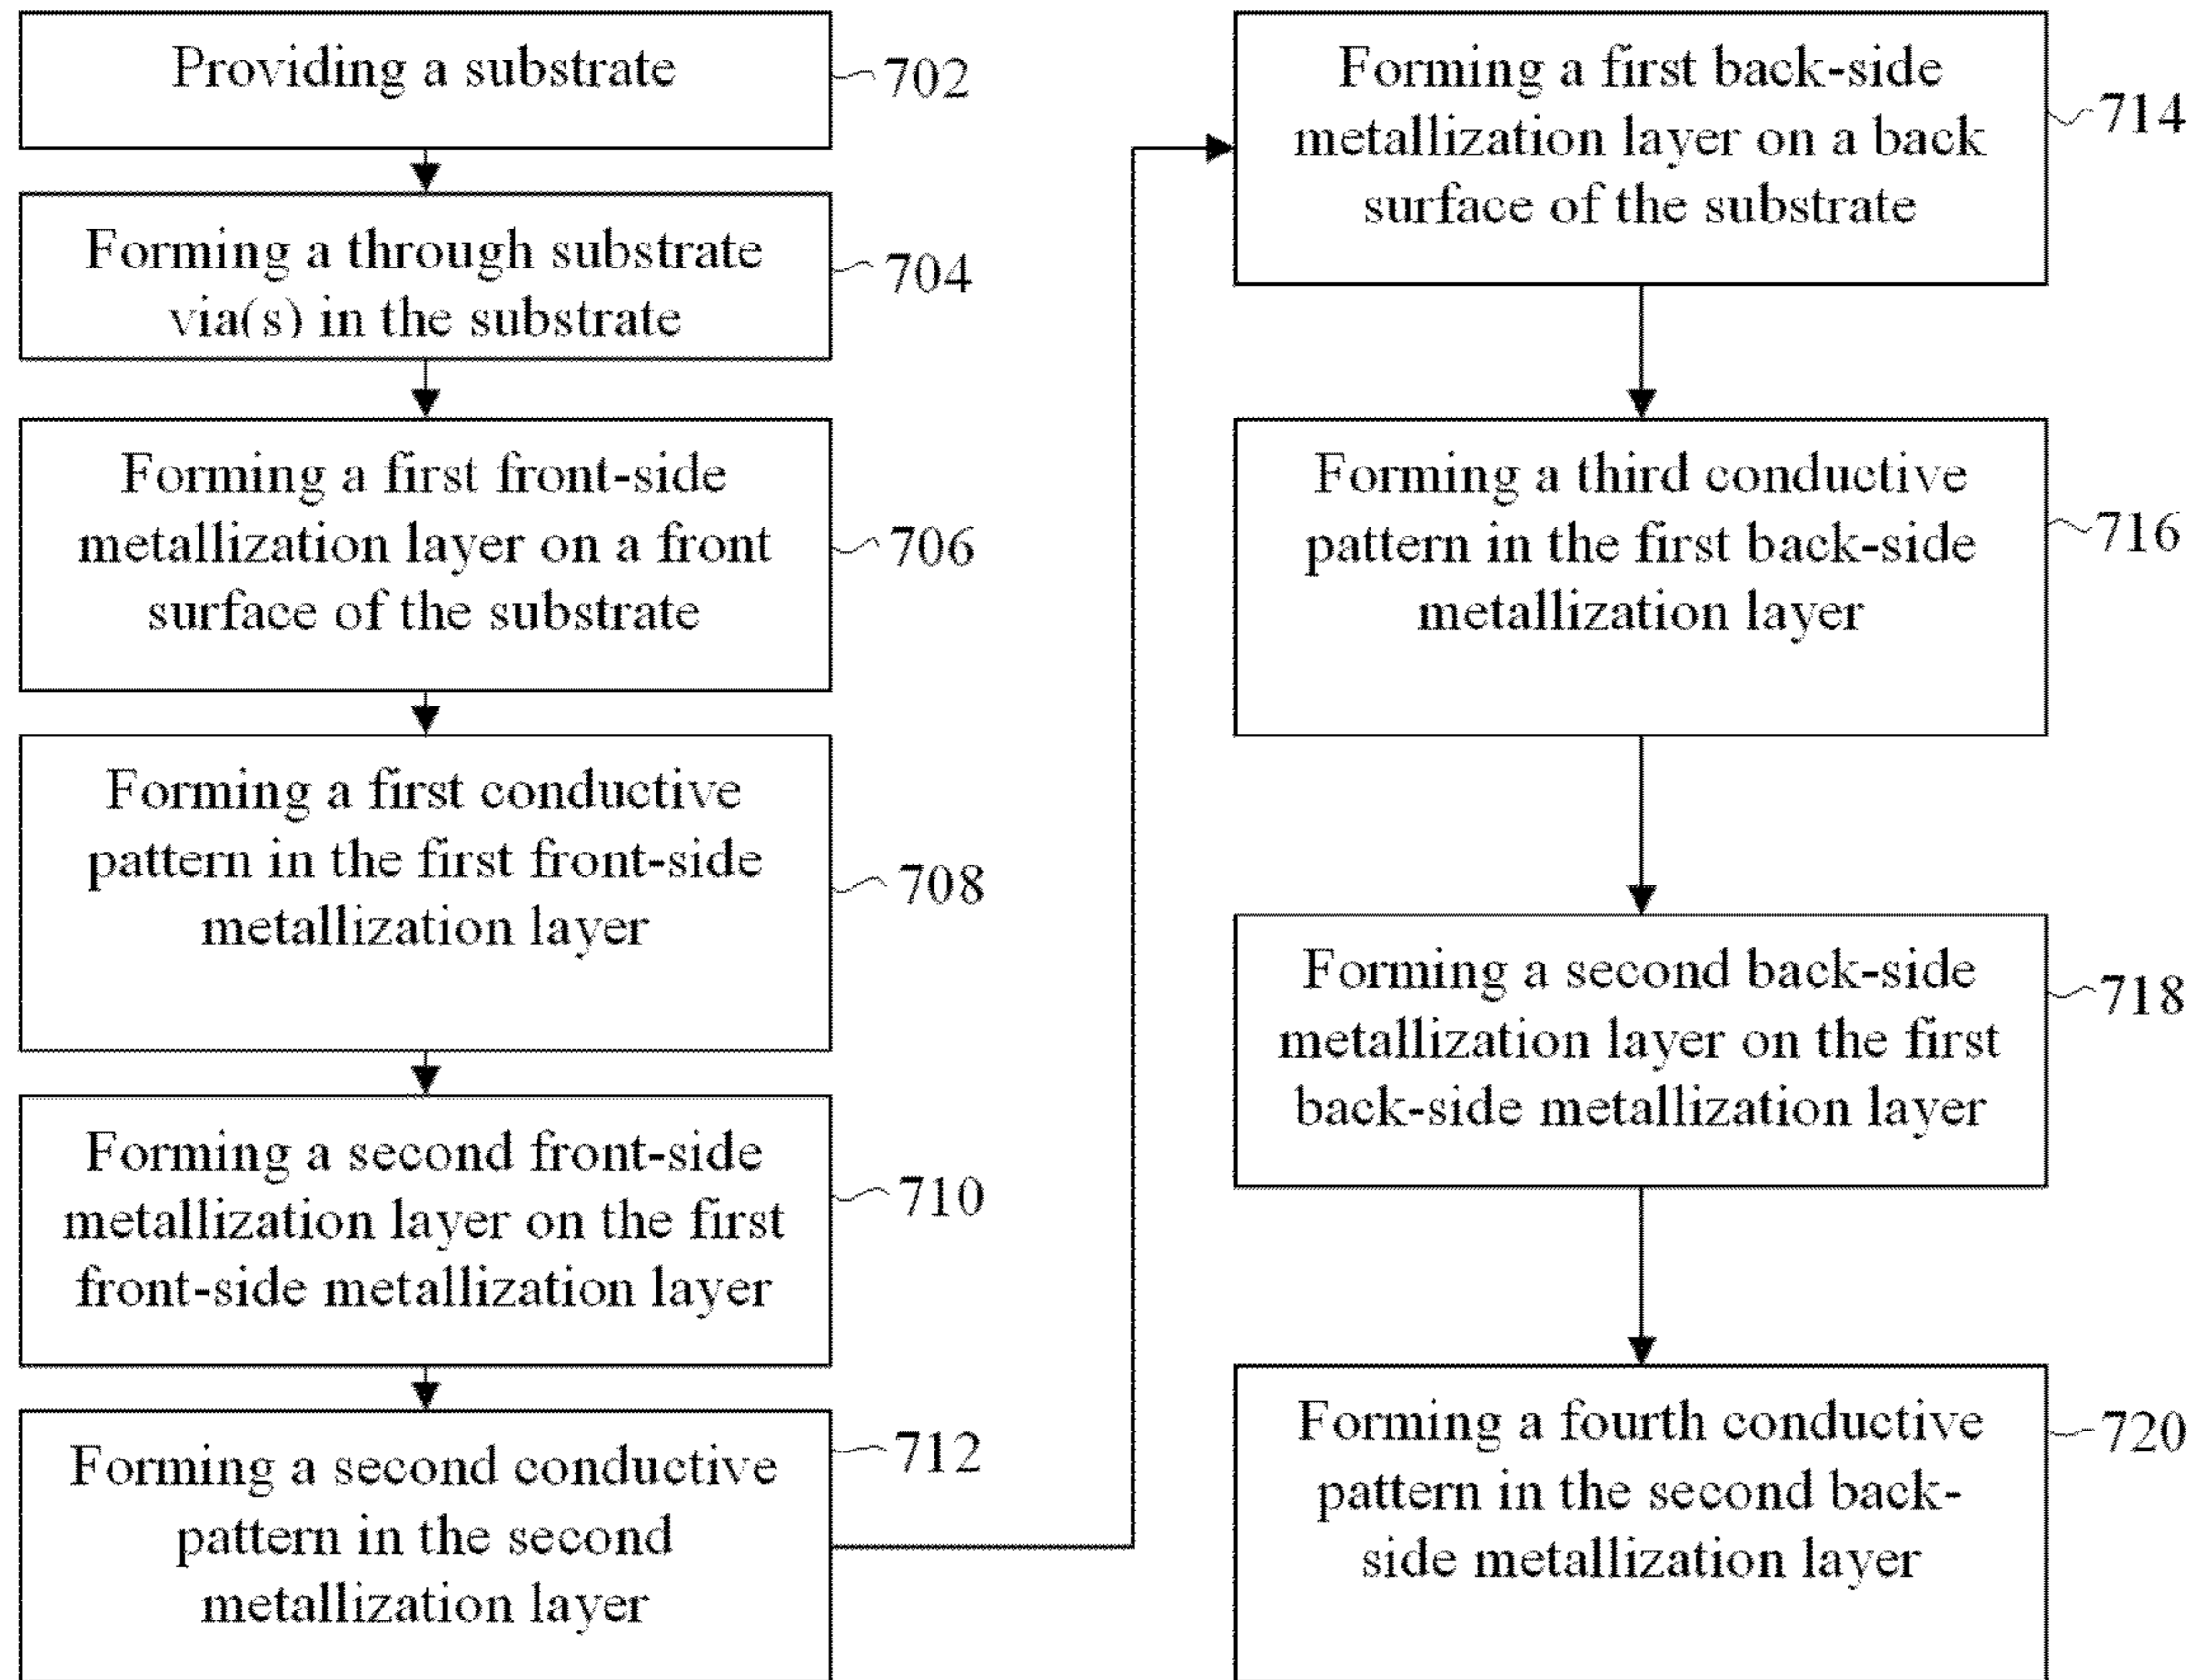 Providing a substrate
702
Forming a through substrate
via(s) in the substrate
704
Forming a first front-side
metallization layer on a front
surface of the substrate
706
Forming a first conductive
pattern in the first front-side
metallization layer
708
Forming a second front-side
metallization layer on the first
front-side metallization layer
710
Forming a second conductive
pattern in the second
metallization layer
712
Forming a first back-side
metallization layer on a back
surface of the substrate
714
Forming a third conductive
pattern in the first back-side
metallization layer
716
Forming a second back-side
metallization layer on the first
back-side metallization layer
718
Forming a fourth conductive
pattern in the second back-
side metallization layer
720